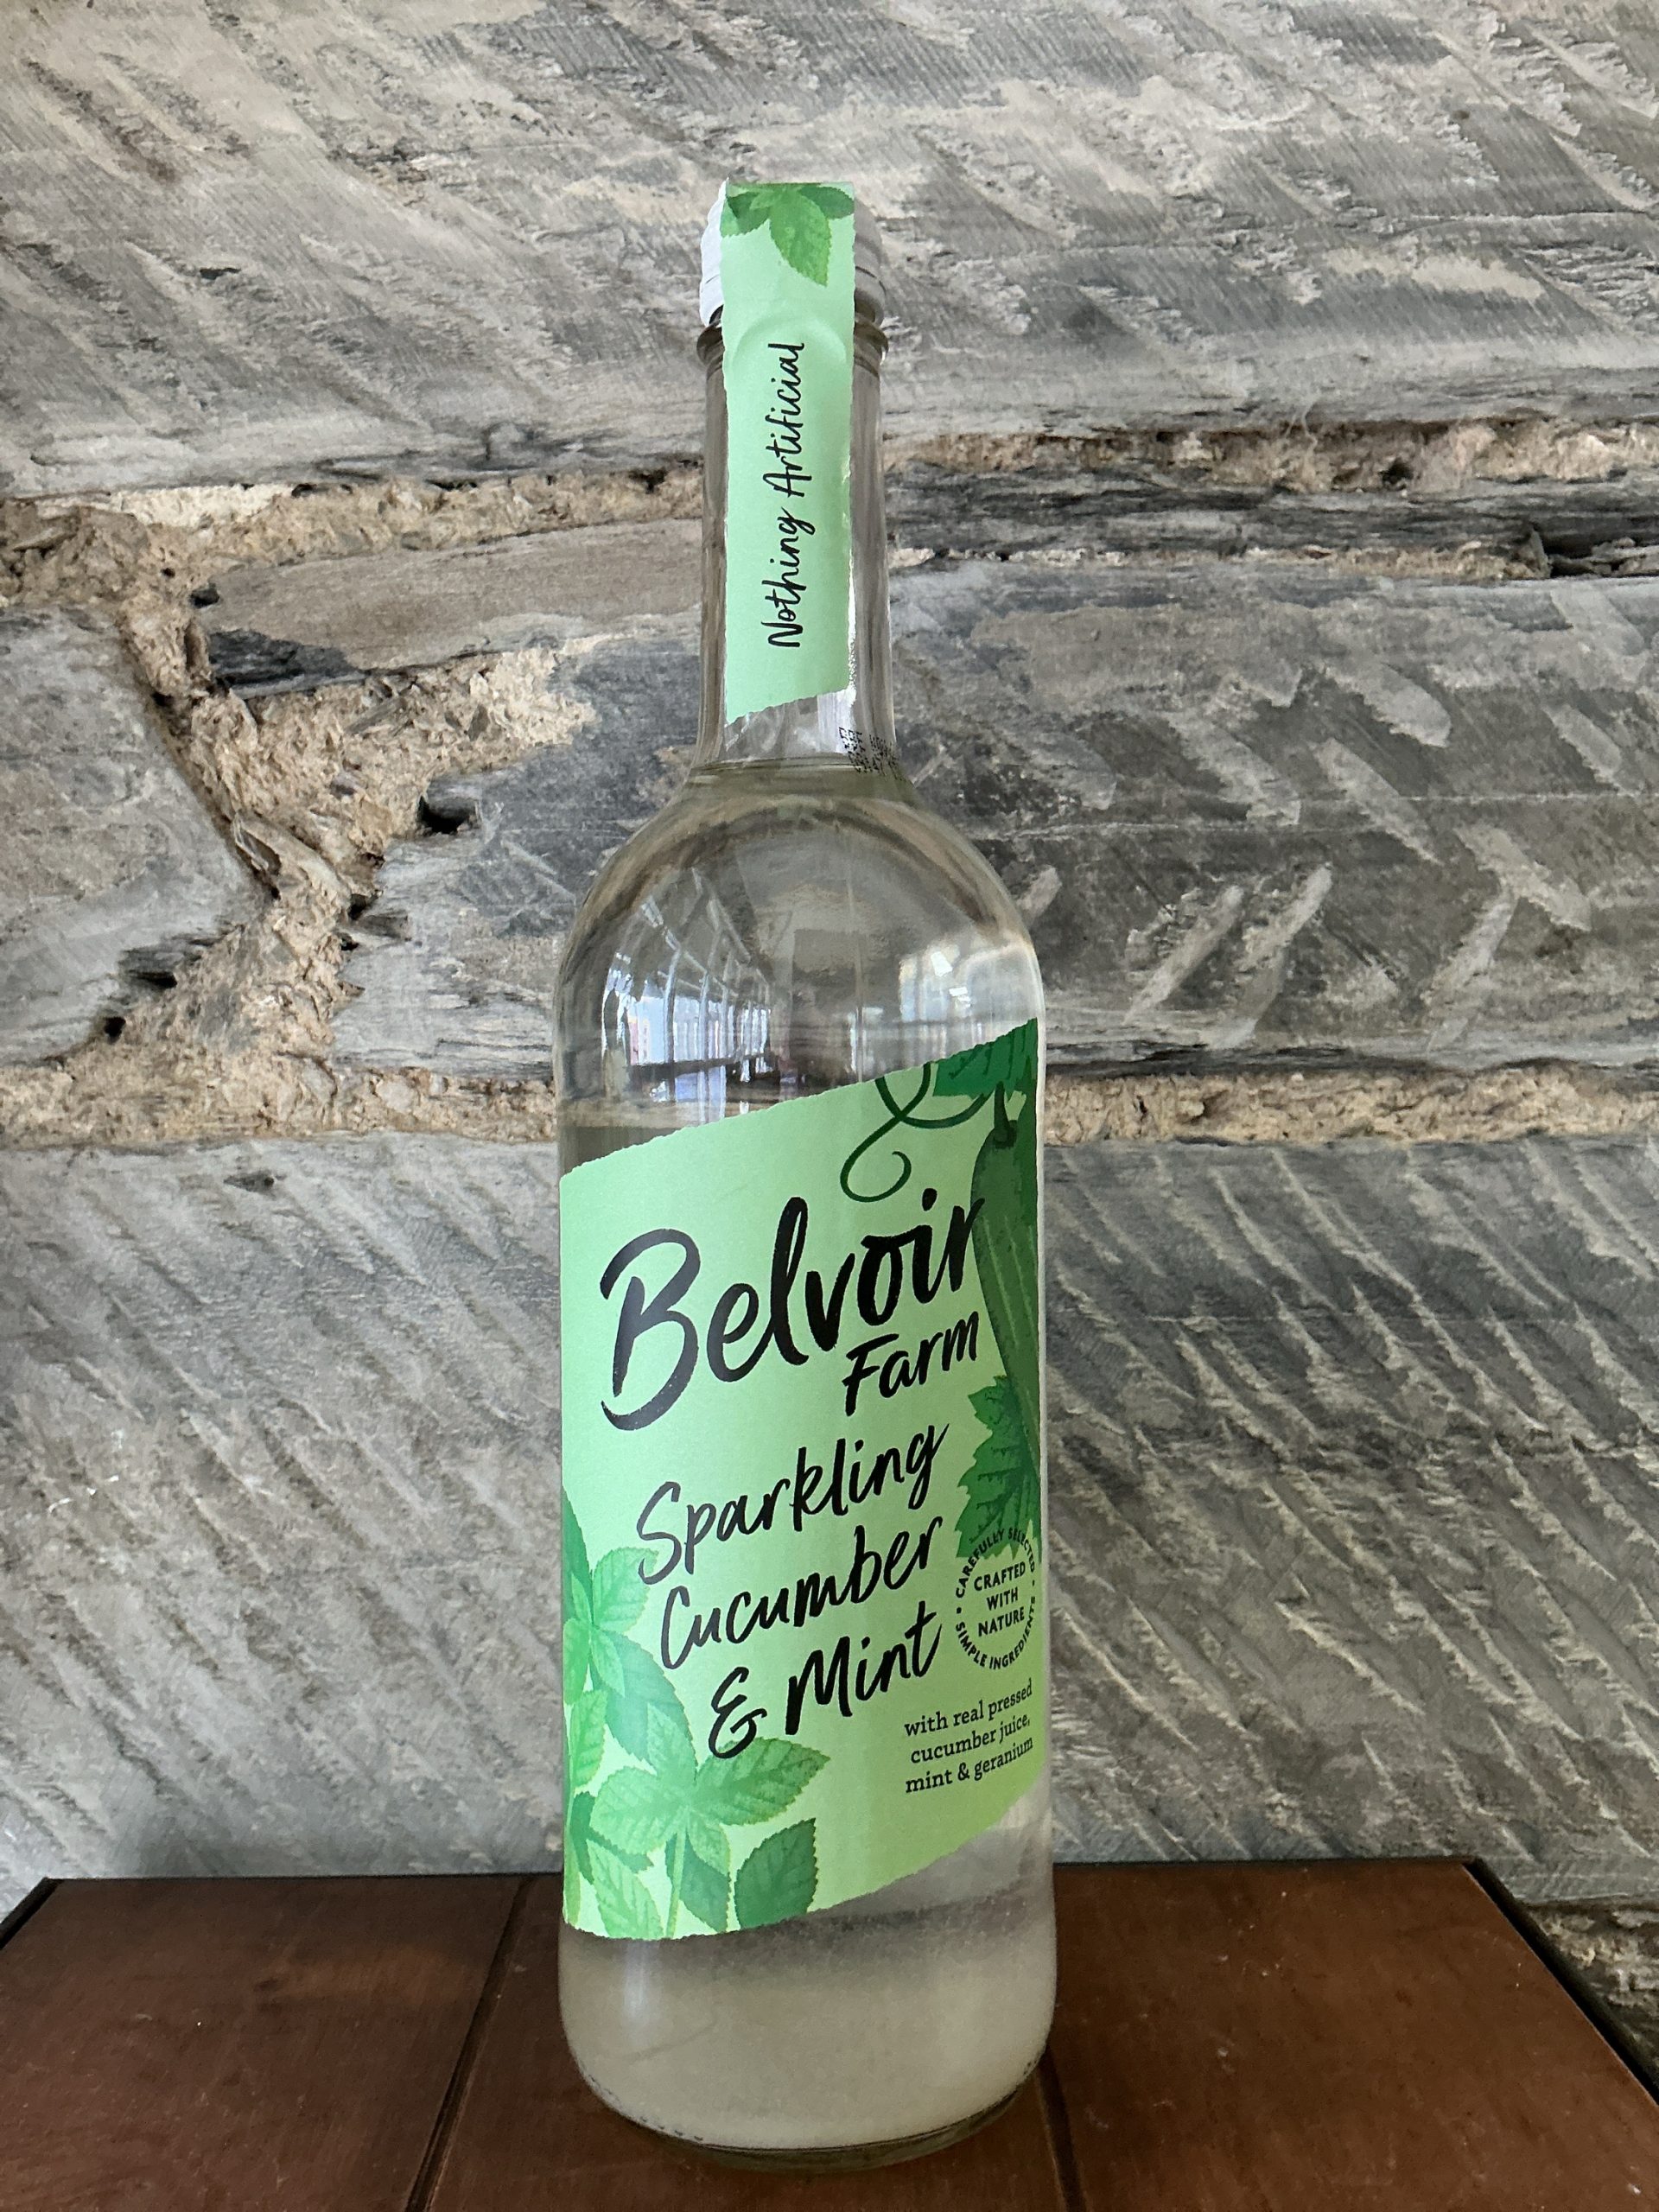 Nothing Artificial
Belvoir
Farm
Sparkling
Cucumber
& Mint
• CAREFULLY SELECTED •
SIMPLE INGREDIENTS
CRAFTED
WITH
NATURE
with real pressed
cucumber juice,
mint & geranium